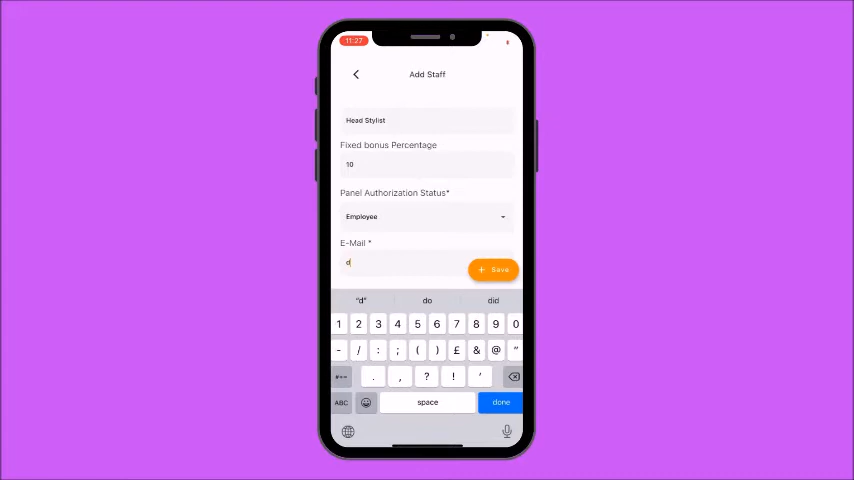 11:27
Add Staff
Head Stylist
Fixed bonus Percentage
10
Panel Authorization Status*
Employee
E-Mail *
d
+ Save
"d" do did
1 2 3 4 5 6 7 8 9 0
- / : ; ( ) £ & @ "
#+= . , ? ! '
ABC space done